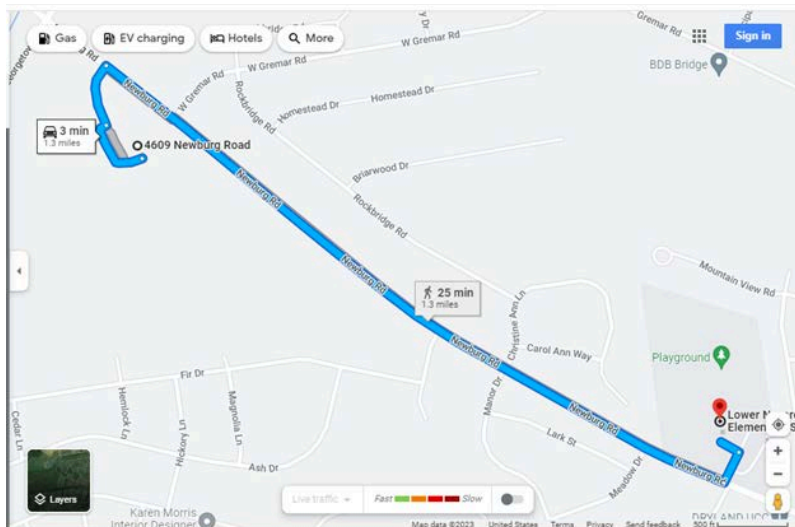 Gas
EV charging
Hotels
More
Sign in
W Gremar Rd
W Gremar Rd
Gremar Rd
BDB Bridge
Newburg Rd
Rockbridge Rd
Homestead Dr
Homestead Dr
3 min
1.3 miles
4609 Newburg Road
Newburg Rd
Briarwood Dr
Rockbridge Rd
Newburg Rd
Mountain View Rd
Newburg Rd
25 min
1.3 miles
Christine Ann Ln
Newburg Rd
Carol Ann Way
Playground
Fir Dr
Manor Dr
Hemlock Ln
Magnolia Ln
Hickory Ln
Cedar Ln
Newburg Rd
Lower N
Elemen
Lark St
Ash Dr
Meadow Dr
Newburg Rd
Layers
Live traffic
Fast
Slow
Karen Morris
Interior Designer
DRYLAND UCC
Map data ©2023
United States
Terms
Privacy
Send feedback
500 ft